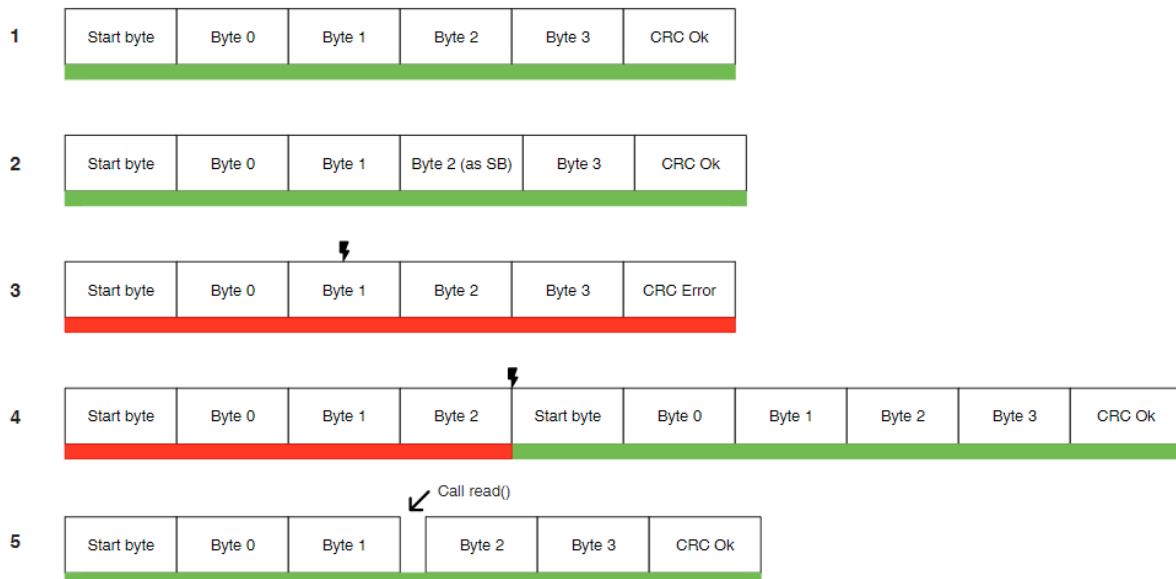 1 Start byte Byte 0 Byte 1 Byte 2 Byte 3 CRC Ok
2 Start byte Byte 0 Byte 1 Byte 2 (as SB) Byte 3 CRC Ok
3 Start byte Byte 0 Byte 1 Byte 2 Byte 3 CRC Error
4 Start byte Byte 0 Byte 1 Byte 2 Start byte Byte 0 Byte 1 Byte 2 Byte 3 CRC Ok
Call read()
5 Start byte Byte 0 Byte 1 Byte 2 Byte 3 CRC Ok